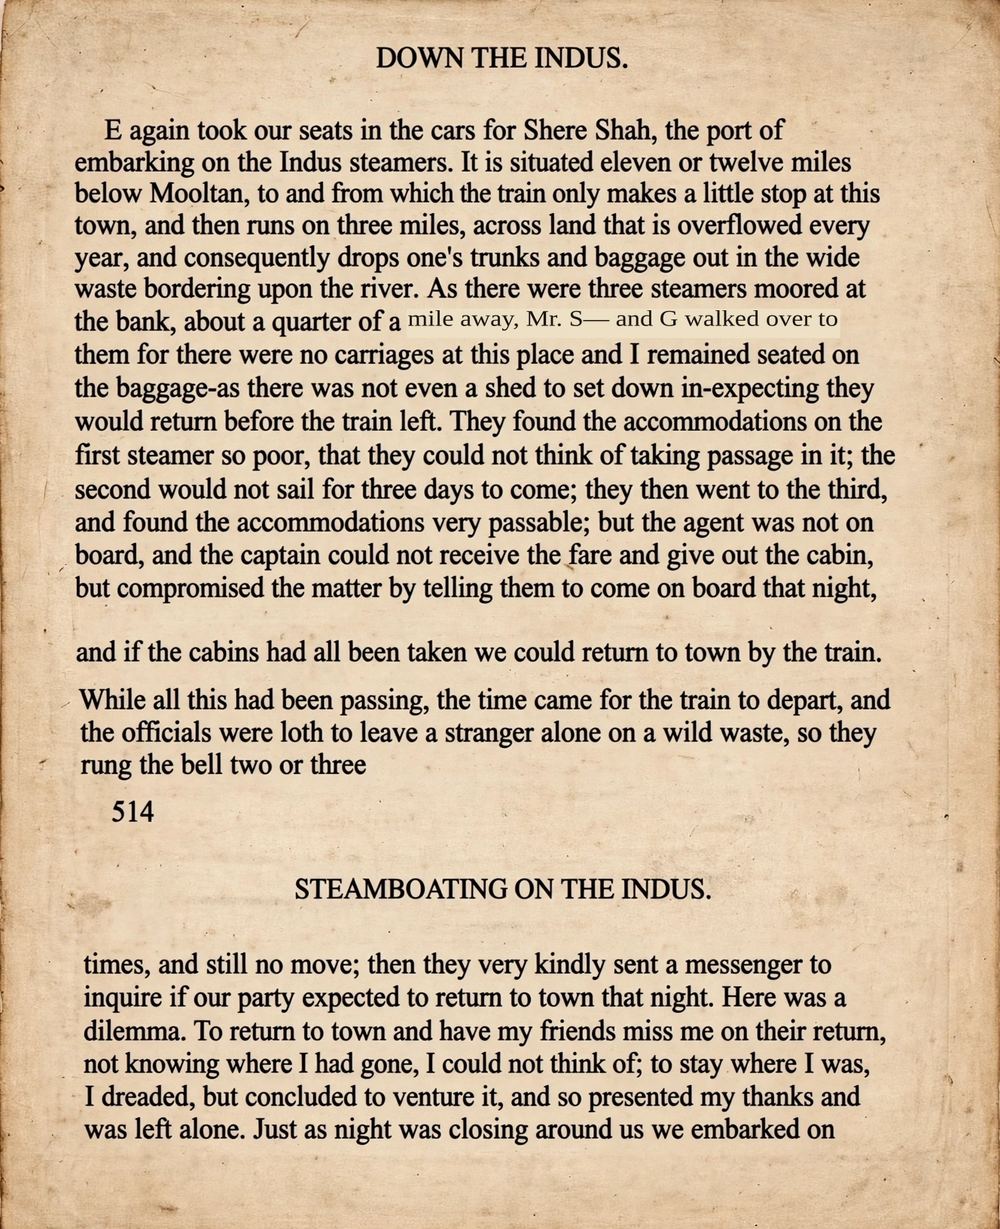 DOWN THE INDUS.
E again took our seats in the cars for Shere Shah, the port of
embarking on the Indus steamers. It is situated eleven or twelve miles
below Mooltan, to and from which the train only makes a little stop at this
town, and then runs on three miles, across land that is overflowed every
year, and consequently drops one's trunks and baggage out in the wide
waste bordering upon the river. As there were three steamers moored at
the bank, about a quarter of a mile away, Mr. S— and G walked over to
them for there were no carriages at this place and I remained seated on
the baggage-as there was not even a shed to set down in-expecting they
would return before the train left. They found the accommodations on the
first steamer so poor, that they could not think of taking passage in it; the
second would not sail for three days to come; they then went to the third,
and found the accommodations very passable; but the agent was not on
board, and the captain could not receive the fare and give out the cabin,
but compromised the matter by telling them to come on board that night,
and if the cabins had all been taken we could return to town by the train.
While all this had been passing, the time came for the train to depart, and
the officials were loth to leave a stranger alone on a wild waste, so they
rung the bell two or three
514
STEAMBOATING ON THE INDUS.
times, and still no move; then they very kindly sent a messenger to
inquire if our party expected to return to town that night. Here was a
dilemma. To return to town and have my friends miss me on their return,
not knowing where I had gone, I could not think of; to stay where I was,
I dreaded, but concluded to venture it, and so presented my thanks and
was left alone. Just as night was closing around us we embarked on